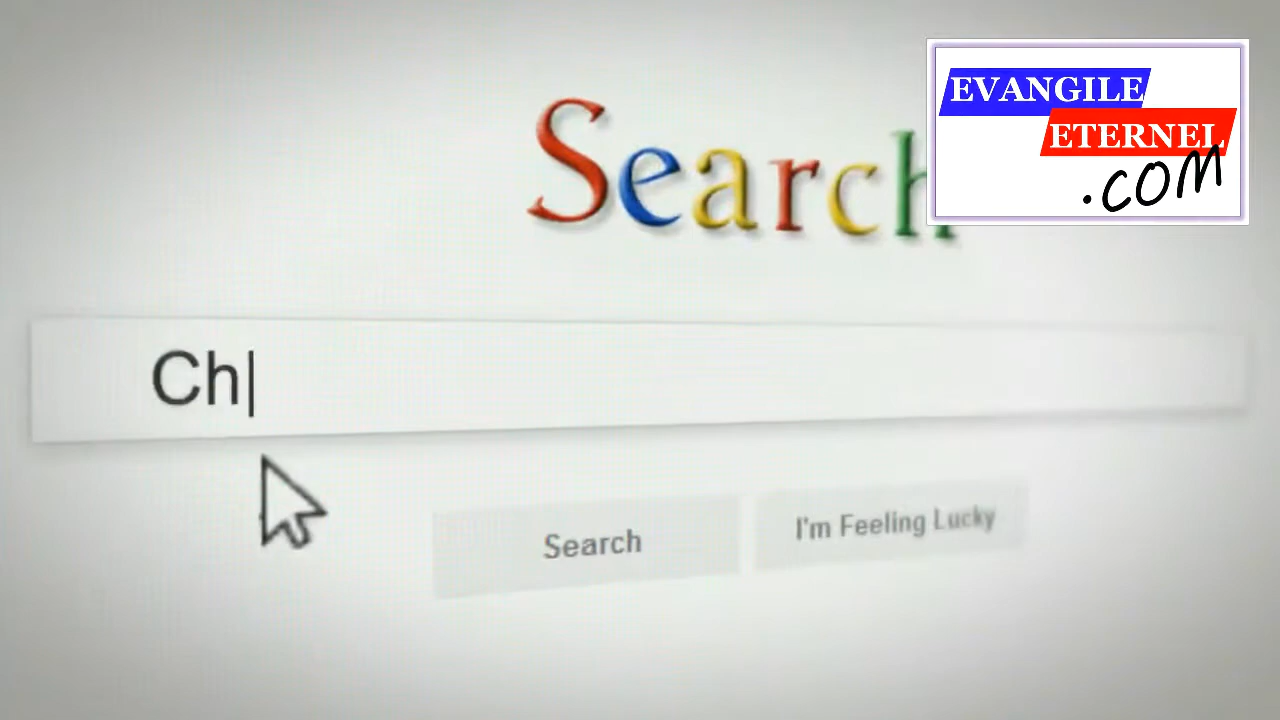 Search
EVANGILE
ETERNEL
.COM
Ch
Search
I'm Feeling Lucky